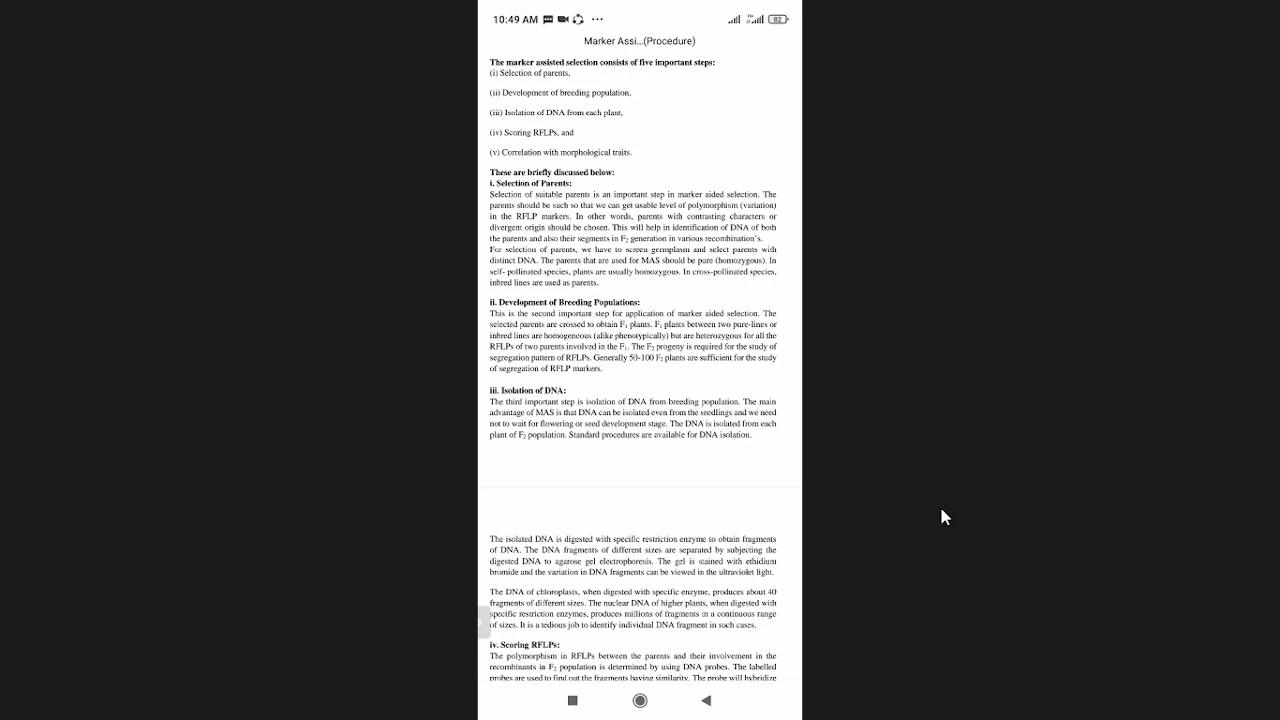 10:49 AM
82
Marker Assi...(Procedure)
The marker assisted selection consists of five important steps:
(i) Selection of parents,
(ii) Development of breeding population,
(iii) Isolation of DNA from each plant,
(iv) Scoring RFLPs, and
(v) Correlation with morphological traits.
These are briefly discussed below:
i. Selection of Parents:
Selection of suitable parents is an important step in marker aided selection. The
parents should be such so that we can get usable level of polymorphism (variation)
in the RFLP markers. In other words, parents with contrasting characters or
divergent origin should be chosen. This will help in identification of DNA of both
the parents and also their segments in F₂ generation in various recombination's.
For selection of parents, we have to screen germplasm and select parents with
distinct DNA. The parents that are used for MAS should be pure (homozygous). In
self- pollinated species, plants are usually homozygous. In cross-pollinated species,
inbred lines are used as parents.
ii. Development of Breeding Populations:
This is the second important step for application of marker aided selection. The
selected parents are crossed to obtain F₁ plants. F₁ plants between two pure-lines or
inbred lines are homogeneous (alike phenotypically) but are heterozygous for all the
RFLPs of two parents involved in the F₁. The F₂ progeny is required for the study of
segregation pattern of RFLPs. Generally 50-100 F₂ plants are sufficient for the study
of segregation of RFLP markers.
iii. Isolation of DNA:
The third important step is isolation of DNA from breeding population. The main
advantage of MAS is that DNA can be isolated even from the seedlings and we need
not to wait for flowering or seed development stage. The DNA is isolated from each
plant of F₂ population. Standard procedures are available for DNA isolation.
The isolated DNA is digested with specific restriction enzyme to obtain fragments
of DNA. The DNA fragments of different sizes are separated by subjecting the
digested DNA to agarose gel electrophoresis. The gel is stained with ethidium
bromide and the variation in DNA fragments can be viewed in the ultraviolet light.
The DNA of chloroplasts, when digested with specific enzyme, produces about 40
fragments of different sizes. The nuclear DNA of higher plants, when digested with
specific restriction enzymes, produces millions of fragments in a continuous range
of sizes. It is a tedious job to identify individual DNA fragment in such cases.
iv. Scoring RFLPs:
The polymorphism in RFLPs between the parents and their involvement in the
recombinants in F₂ population is determined by using DNA probes. The labelled
probes are used to find out the fragments having similarity. The probe will hybridize